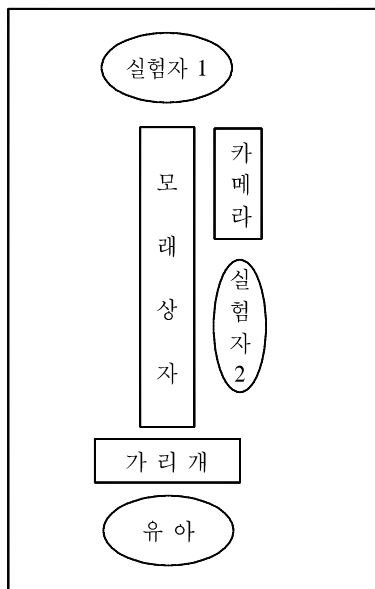 실험자 1
모래상자
카메라
실험자2
가 리 개
유 아